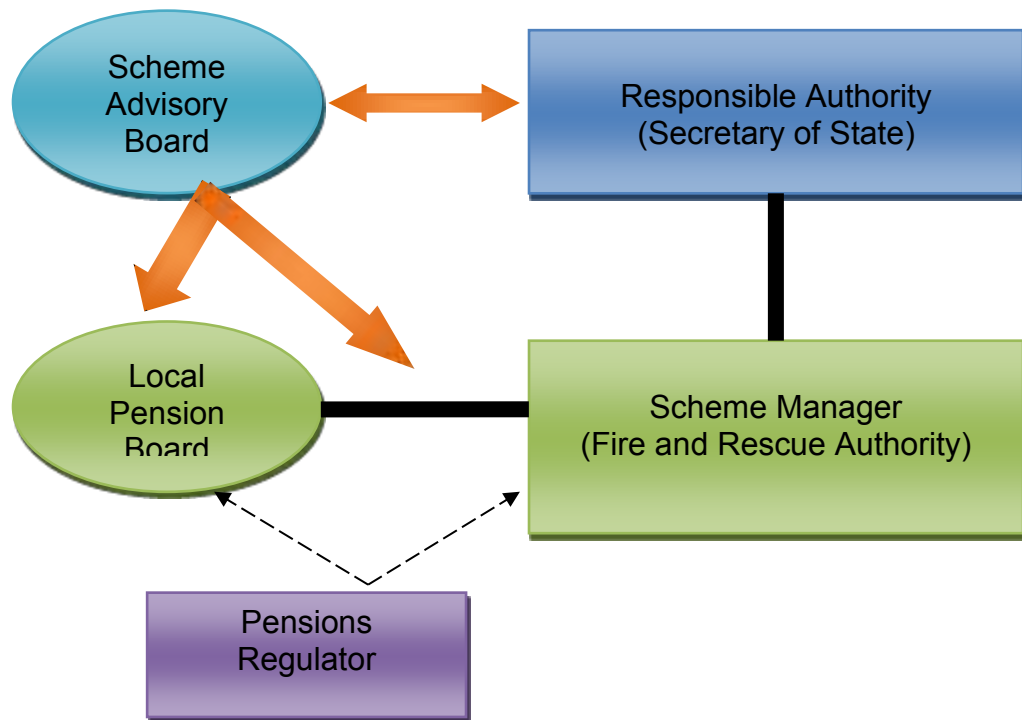 Scheme
Advisory
Board
Responsible Authority
(Secretary of State)
Local
Pension
Board
Scheme Manager
(Fire and Rescue Authority)
Pensions
Regulator